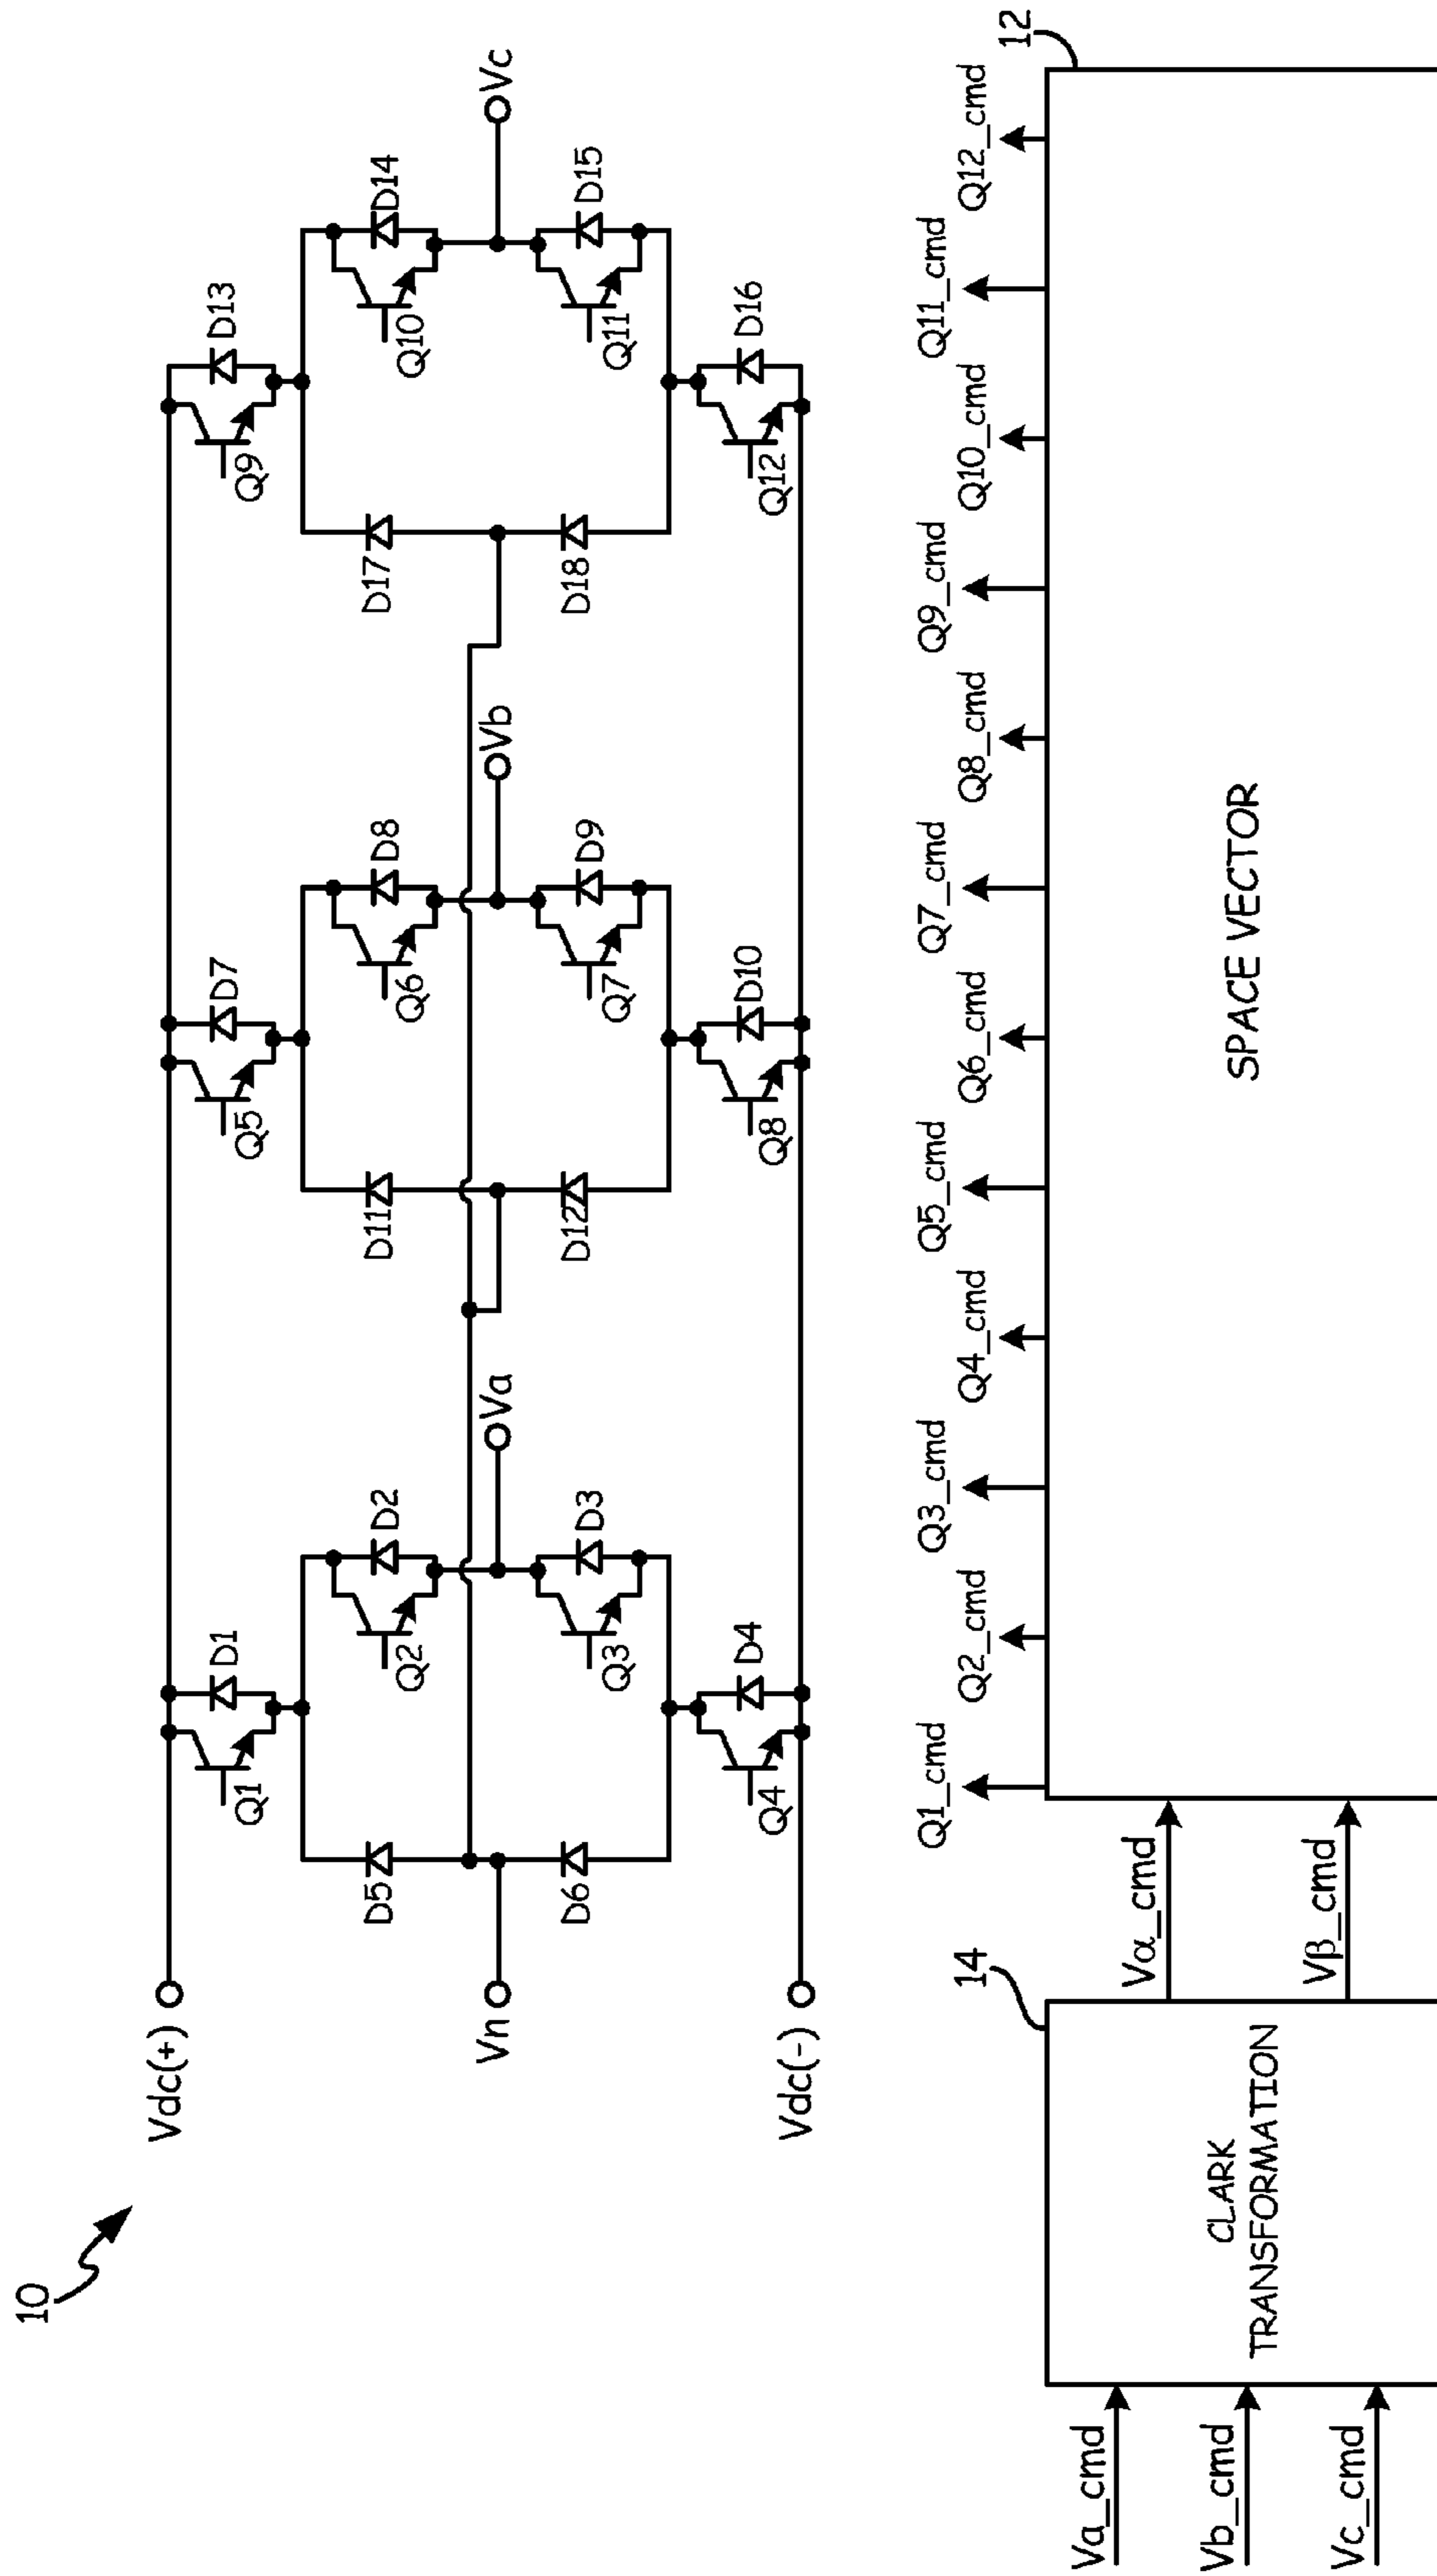 10
Vdc(+)
Vn
Vdc(-)
Q1
D1
D5
Q2
D2
D6
Q3
D3
Q4
D4
Va
Q5
D7
D11
Q6
D8
D12
Q7
D9
Q8
D10
Vb
Q9
D13
D17
Q10
D14
D18
Q11
D15
Q12
D16
Vc
Va_cmd
Vb_cmd
Vc_cmd
14
CLARK
TRANSFORMATION
Vα_cmd
Vβ_cmd
Q1_cmd
Q2_cmd
Q3_cmd
Q4_cmd
Q5_cmd
Q6_cmd
Q7_cmd
Q8_cmd
Q9_cmd
Q10_cmd
Q11_cmd
Q12_cmd
12
SPACE VECTOR